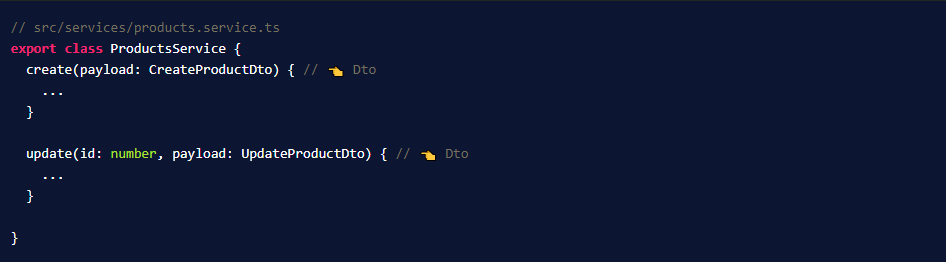 // src/services/products.service.ts
export class ProductsService {
  create(payload: CreateProductDto) { // 👈 Dto
    ...
  }

  update(id: number, payload: UpdateProductDto) { // 👈 Dto
    ...
  }

}